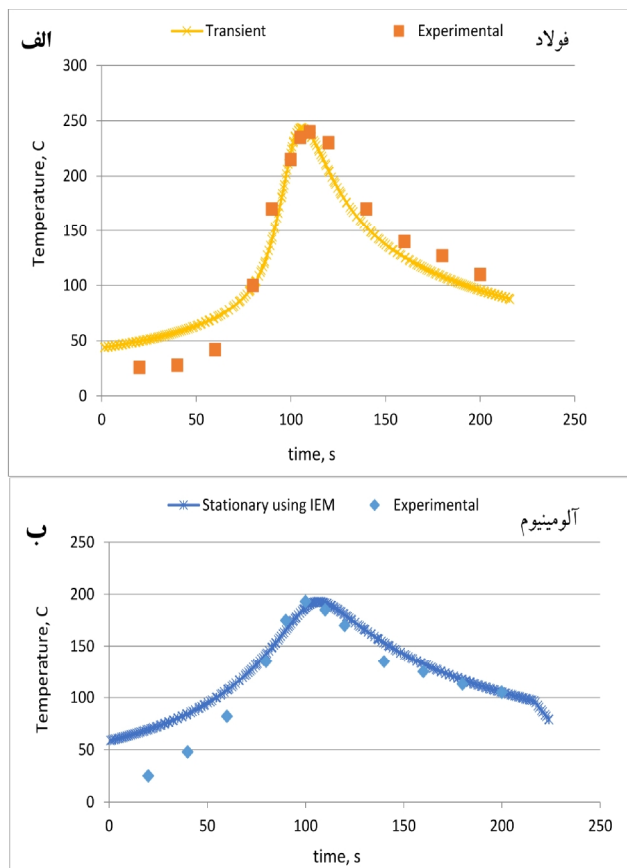 الف
Transient
Experimental
فولاد
300
250
200
150
100
50
0
Temperature, C
0 50 100 150 200 250
time, s
ب
Stationary using IEM
Experimental
آلومینیوم
250
200
150
100
50
0
Temperature, C
0 50 100 150 200 250
time, s